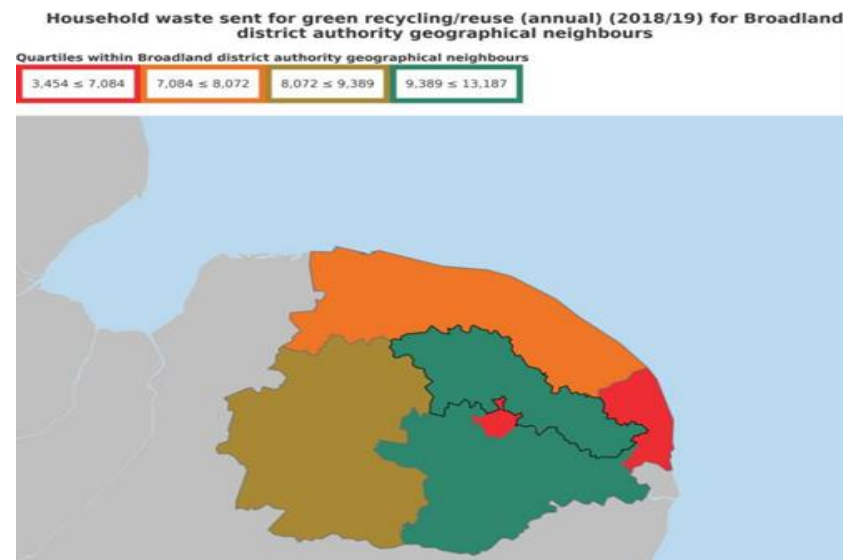 Household waste sent for green recycling/reuse (annual) (2018/19) for Broadland
district authority geographical neighbours
Quartiles within Broadland district authority geographical neighbours
3,454 ≤ 7,084 7,084 ≤ 8,072 8,072 ≤ 9,389 9,389 ≤ 13,187